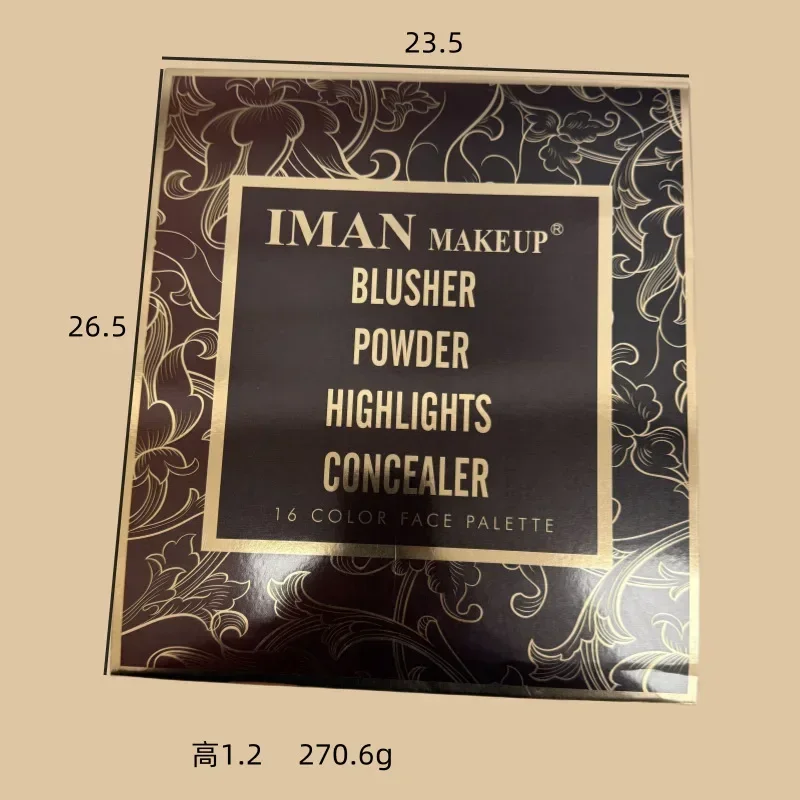 23.5
26.5
IMAN MAKEUP®
BLUSHER
POWDER
HIGHLIGHTS
CONCEALER
16 COLOR FACE PALETTE
高1.2 270.6g